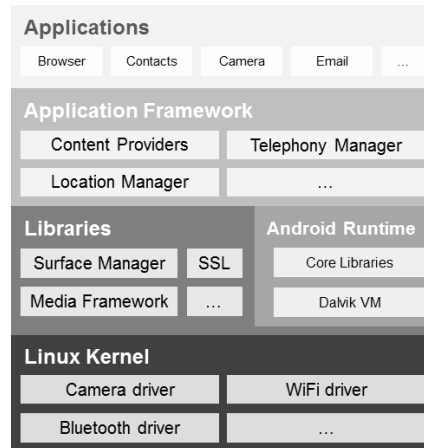 Applications
Browser Contacts Camera Email ...
Application Framework
Content Providers Telephony Manager
Location Manager ...
Libraries
Surface Manager SSL
Media Framework ...
Android Runtime
Core Libraries
Dalvik VM
Linux Kernel
Camera driver WiFi driver
Bluetooth driver ...